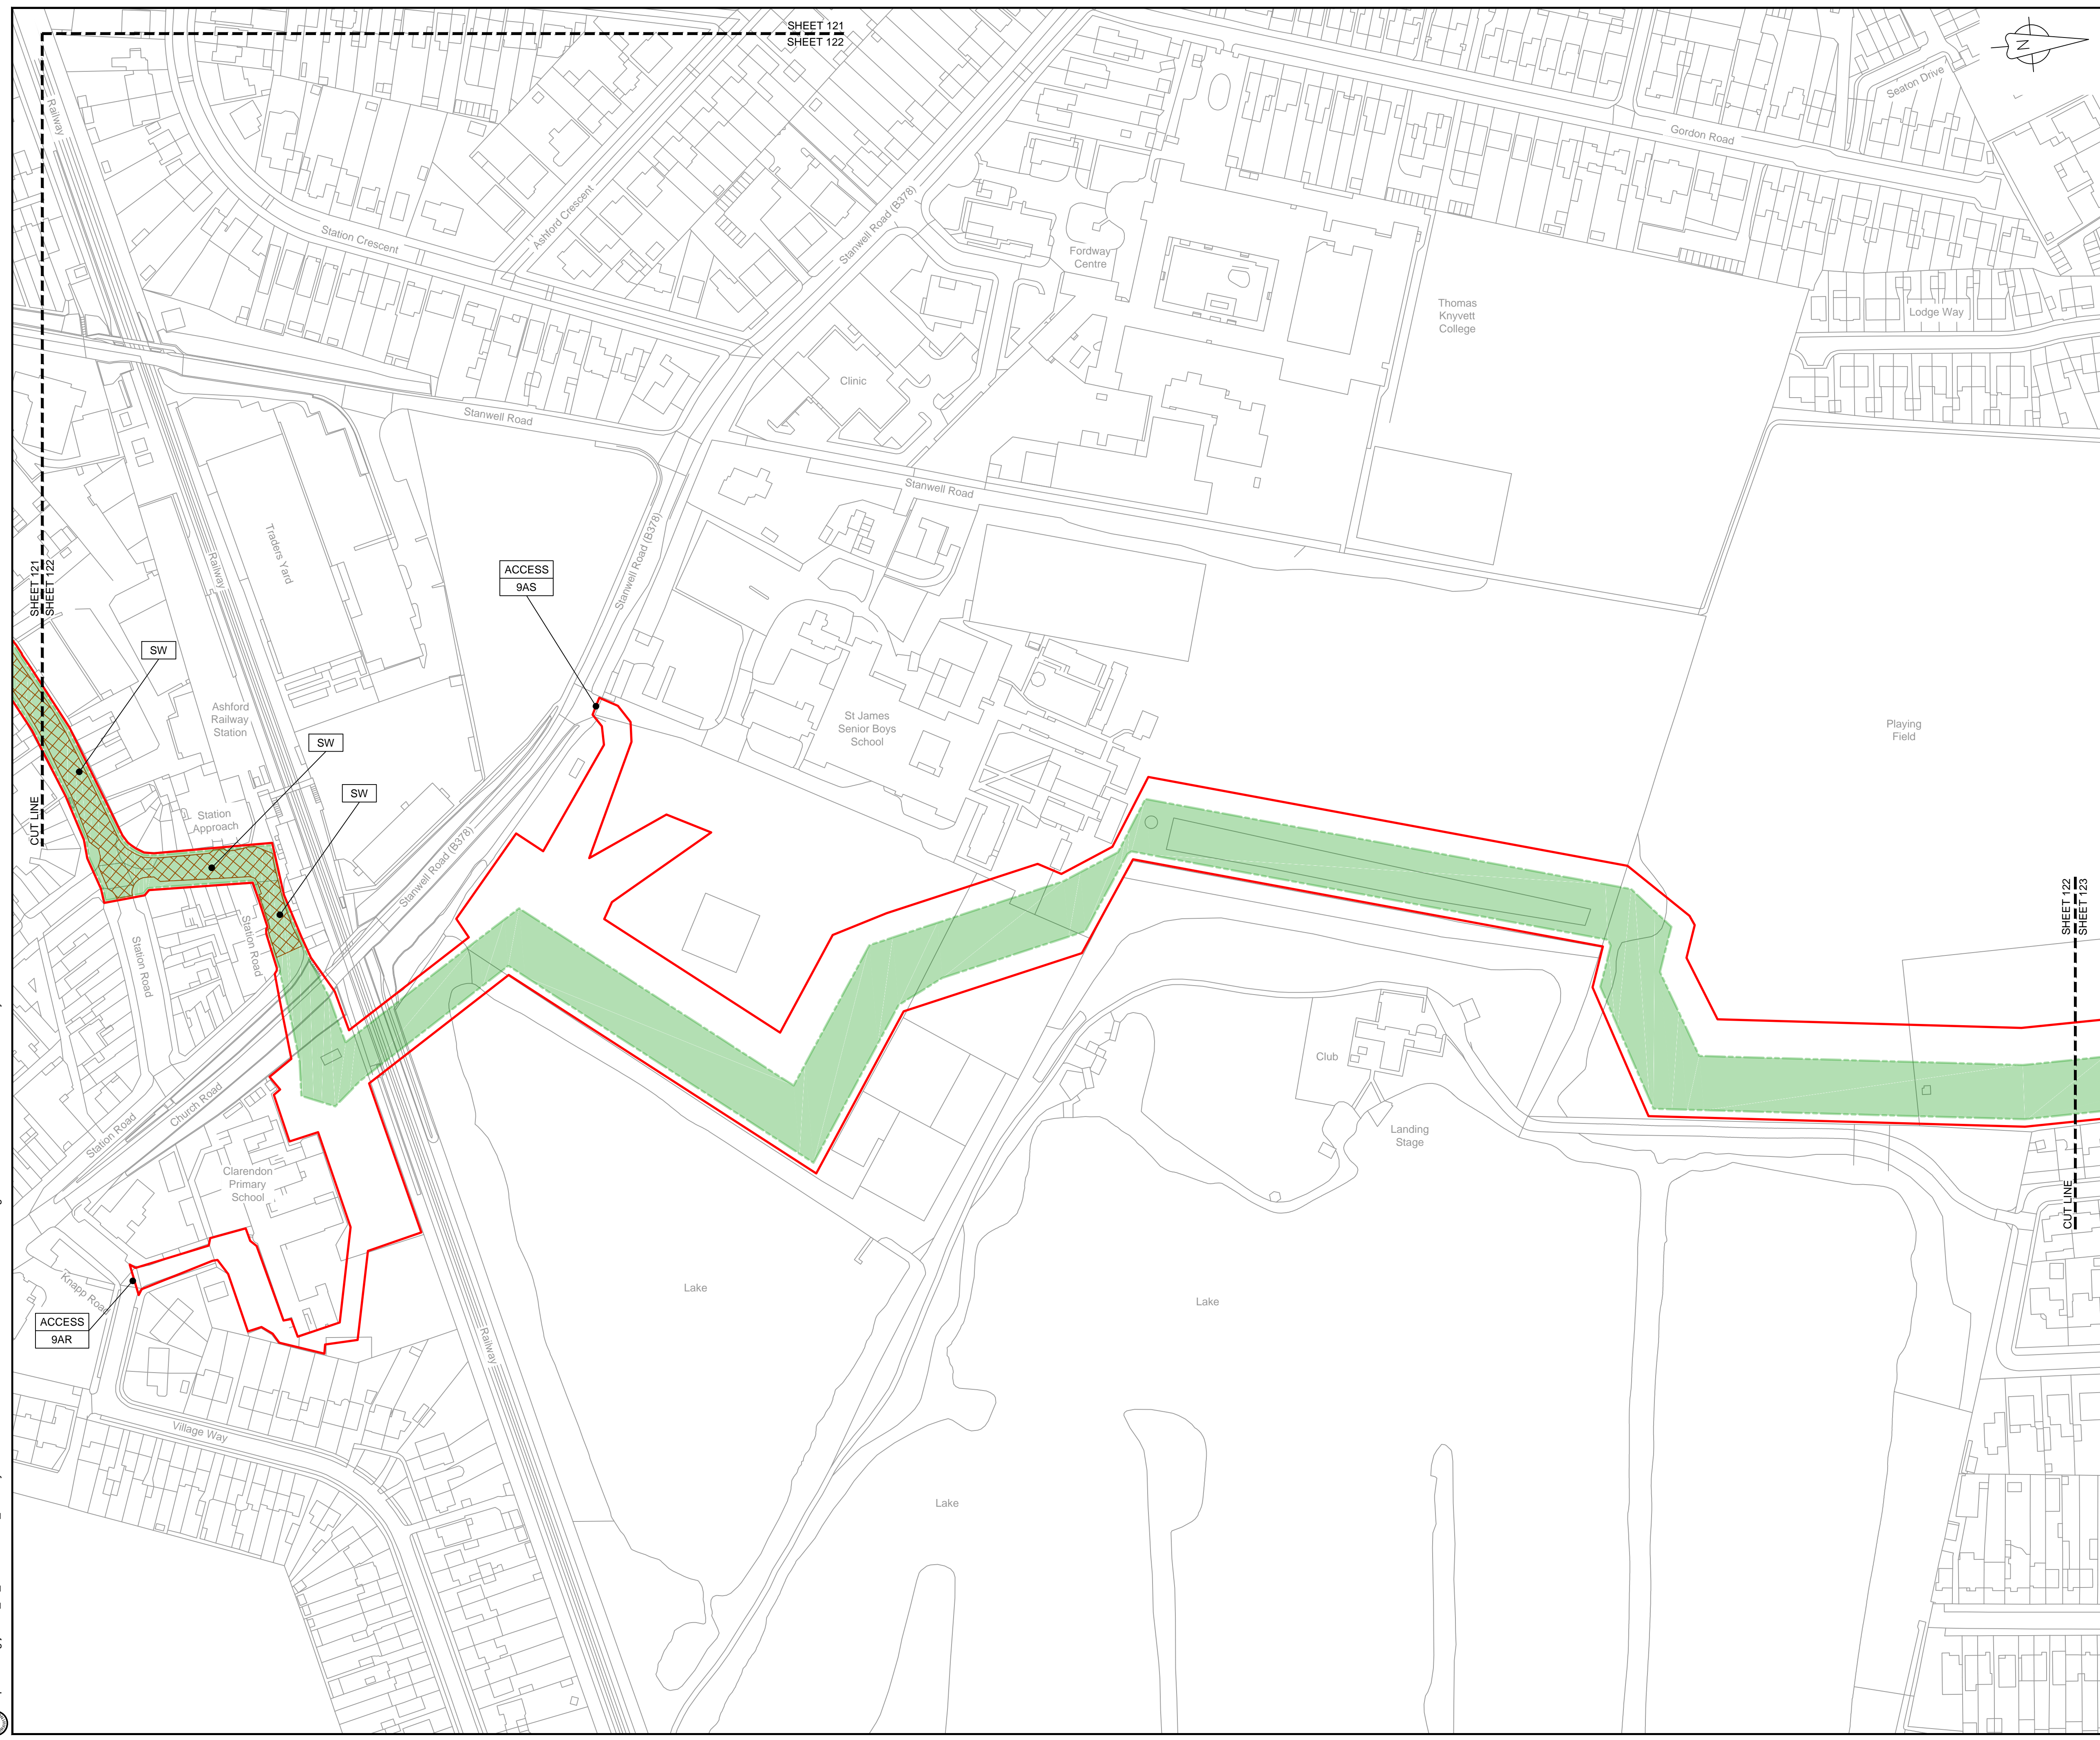 SHEET 121
SHEET 122
N
Railway
Seaton Drive
Gordon Road
Ashford Crescent
Station Crescent
Stanwell Road (B378)
Fordway
Centre
Thomas
Knyvett
College
Lodge Way
Clinic
Stanwell Road
Stanwell Road
Traders Yard
Railway
Stanwell Road (B378)
ACCESS
9AS
SHEET 121
SHEET 122
SW
Ashford
Railway
Station
St James
Senior Boys
School
Playing
Field
SW
SW
CUT LINE
Station
Approach
Stanwell Road (B378)
SHEET 122
SHEET 123
Station Road
Station Road
Club
Landing
Stage
Church Road
Station Road
Clarendon
Primary
School
CUT LINE
Knapp Road
Lake
Lake
ACCESS
9AR
Railway
Village Way
Lake